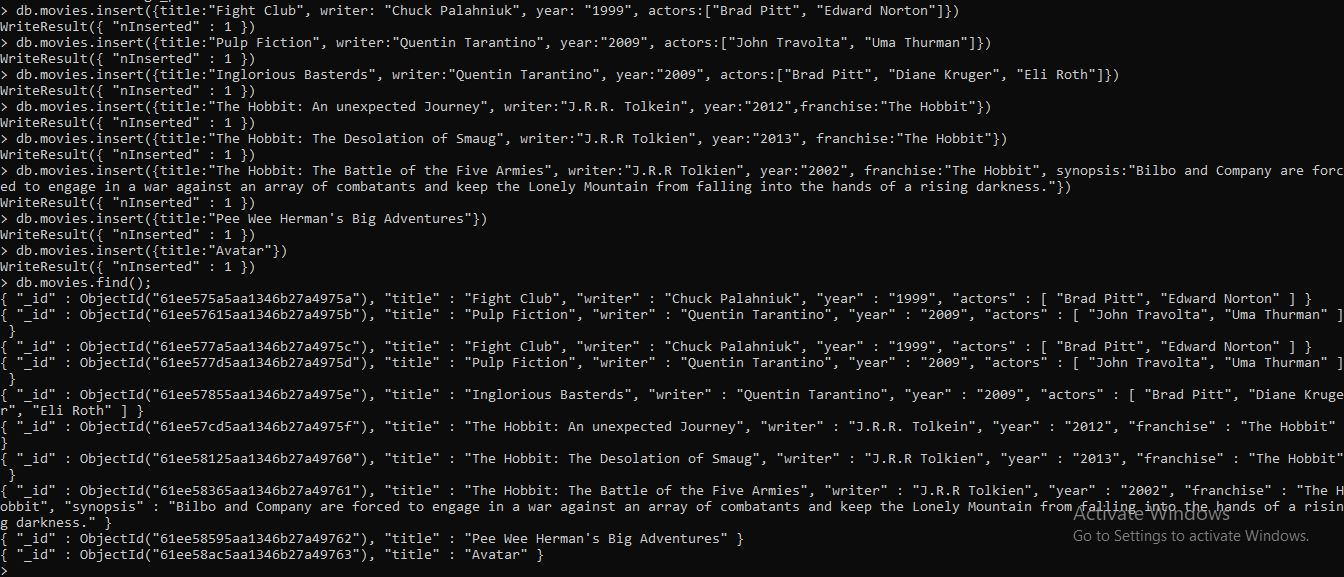 > db.movies.insert({title:"Fight Club", writer: "Chuck Palahniuk", year: "1999", actors:["Brad Pitt", "Edward Norton"]})
WriteResult({ "nInserted" : 1 })
> db.movies.insert({title:"Pulp Fiction", writer:"Quentin Tarantino", year:"2009", actors:["John Travolta", "Uma Thurman"]})
WriteResult({ "nInserted" : 1 })
> db.movies.insert({title:"Inglorious Basterds", writer:"Quentin Tarantino", year:"2009", actors:["Brad Pitt", "Diane Kruger", "Eli Roth"]})
WriteResult({ "nInserted" : 1 })
> db.movies.insert({title:"The Hobbit: An unexpected Journey", writer:"J.R.R. Tolkein", year:"2012",franchise:"The Hobbit"})
WriteResult({ "nInserted" : 1 })
> db.movies.insert({title:"The Hobbit: The Desolation of Smaug", writer:"J.R.R Tolkien", year:"2013", franchise:"The Hobbit"})
WriteResult({ "nInserted" : 1 })
> db.movies.insert({title:"The Hobbit: The Battle of the Five Armies", writer:"J.R.R Tolkien", year:"2002", franchise:"The Hobbit", synopsis:"Bilbo and Company are forc
ed to engage in a war against an array of combatants and keep the Lonely Mountain from falling into the hands of a rising darkness."})
WriteResult({ "nInserted" : 1 })
> db.movies.insert({title:"Pee Wee Herman's Big Adventures"})
WriteResult({ "nInserted" : 1 })
> db.movies.insert({title:"Avatar"})
WriteResult({ "nInserted" : 1 })
> db.movies.find();
{ "_id" : ObjectId("61ee575a5aa1346b27a4975a"), "title" : "Fight Club", "writer" : "Chuck Palahniuk", "year" : "1999", "actors" : [ "Brad Pitt", "Edward Norton" ] }
{ "_id" : ObjectId("61ee57615aa1346b27a4975b"), "title" : "Pulp Fiction", "writer" : "Quentin Tarantino", "year" : "2009", "actors" : [ "John Travolta", "Uma Thurman" ]
 }
{ "_id" : ObjectId("61ee577a5aa1346b27a4975c"), "title" : "Fight Club", "writer" : "Chuck Palahniuk", "year" : "1999", "actors" : [ "Brad Pitt", "Edward Norton" ] }
{ "_id" : ObjectId("61ee577d5aa1346b27a4975d"), "title" : "Pulp Fiction", "writer" : "Quentin Tarantino", "year" : "2009", "actors" : [ "John Travolta", "Uma Thurman" ]
 }
{ "_id" : ObjectId("61ee57855aa1346b27a4975e"), "title" : "Inglorious Basterds", "writer" : "Quentin Tarantino", "year" : "2009", "actors" : [ "Brad Pitt", "Diane Kruge
r", "Eli Roth" ] }
{ "_id" : ObjectId("61ee57cd5aa1346b27a4975f"), "title" : "The Hobbit: An unexpected Journey", "writer" : "J.R.R. Tolkein", "year" : "2012", "franchise" : "The Hobbit"
}
{ "_id" : ObjectId("61ee58125aa1346b27a49760"), "title" : "The Hobbit: The Desolation of Smaug", "writer" : "J.R.R Tolkien", "year" : "2013", "franchise" : "The Hobbit"
 }
{ "_id" : ObjectId("61ee58365aa1346b27a49761"), "title" : "The Hobbit: The Battle of the Five Armies", "writer" : "J.R.R Tolkien", "year" : "2002", "franchise" : "The H
obbit", "synopsis" : "Bilbo and Company are forced to engage in a war against an array of combatants and keep the Lonely Mountain from falling into the hands of a risin
g darkness." }
{ "_id" : ObjectId("61ee58595aa1346b27a49762"), "title" : "Pee Wee Herman's Big Adventures" }
{ "_id" : ObjectId("61ee58ac5aa1346b27a49763"), "title" : "Avatar" }
>
Activate Windows
Go to Settings to activate Windows.